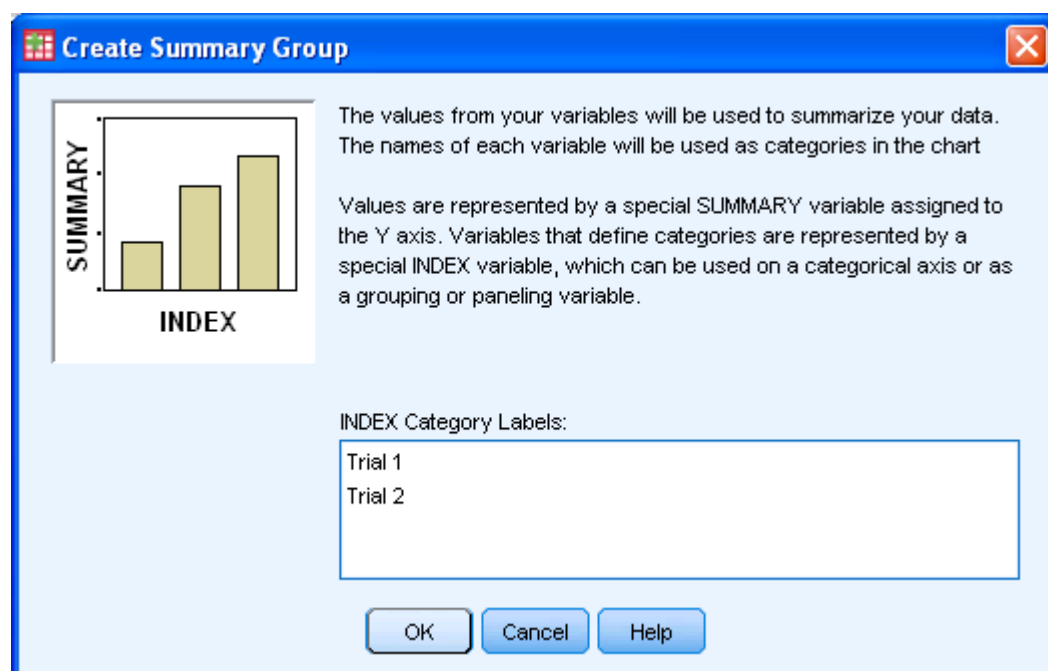 Create Summary Group
SUMMARY
INDEX
The values from your variables will be used to summarize your data.
The names of each variable will be used as categories in the chart
Values are represented by a special SUMMARY variable assigned to
the Y axis. Variables that define categories are represented by a
special INDEX variable, which can be used on a categorical axis or as
a grouping or paneling variable.
INDEX Category Labels:
Trial 1
Trial 2
OK Cancel Help